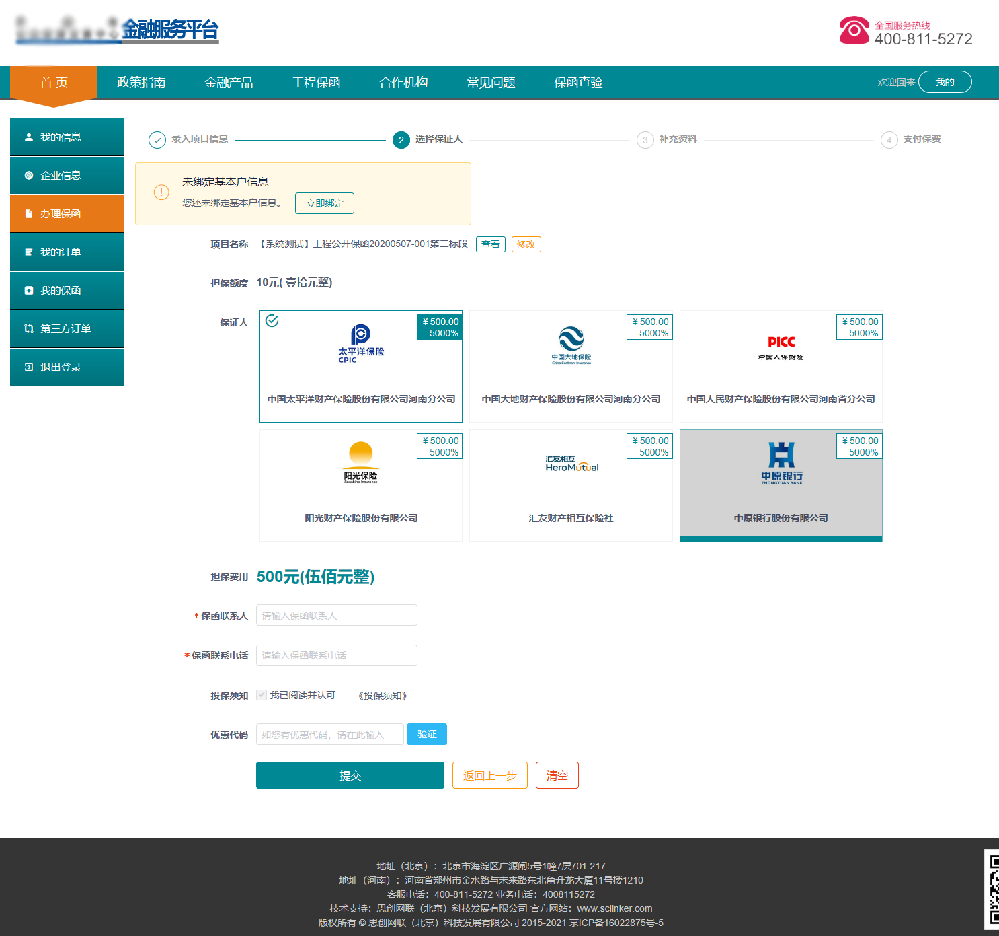 金融服务平台
全国服务热线
400-811-5272
首 页
政策指南
金融产品
工程保函
合作机构
常见问题
保函查验
欢迎回来
我的
我的信息
企业信息
办理保函
我的订单
我的保函
第三方订单
退出登录
录入项目信息
2 选择保证人
3 补充资料
4 支付保费
未绑定基本户信息
您还未绑定基本户信息。 立即绑定
项目名称 【系统测试】工程公开保函20200507-001第二标段 查看 修改
担保额度 10元( 壹拾元整)
保证人
￥500.00
5000%
太平洋保险
CPIC
中国太平洋财产保险股份有限公司河南分公司
￥500.00
5000%
中国大地保险
China Continent Insurance
中国大地财产保险股份有限公司河南分公司
￥500.00
5000%
PICC
中国人保财险
中国人民财产保险股份有限公司河南省分公司
￥500.00
5000%
阳光保险
Sunshine Insurance
阳光财产保险股份有限公司
￥500.00
5000%
汇友相互
HeroMutual
汇友财产相互保险社
￥500.00
5000%
中原银行
ZHONGYUAN BANK
中原银行股份有限公司
担保费用 500元(伍佰元整)
*保函联系人 请输入保函联系人
*保函联系电话 请输入保函联系电话
投保须知 我已阅读并认可 《投保须知》
优惠代码 如您有优惠代码，请在此输入 验证
提交 返回上一步 清空
地址（北京）：北京市海淀区广源闸5号1幢7层701-217
地址（河南）：河南省郑州市金水路与未来路东北角升龙大厦11号楼1210
客服电话：400-811-5272 业务电话：4008115272
技术支持：思创网联（北京）科技发展有限公司 官方网站：www.sclinker.com
版权所有 © 思创网联（北京）科技发展有限公司 2015-2021 京ICP备16022875号-5